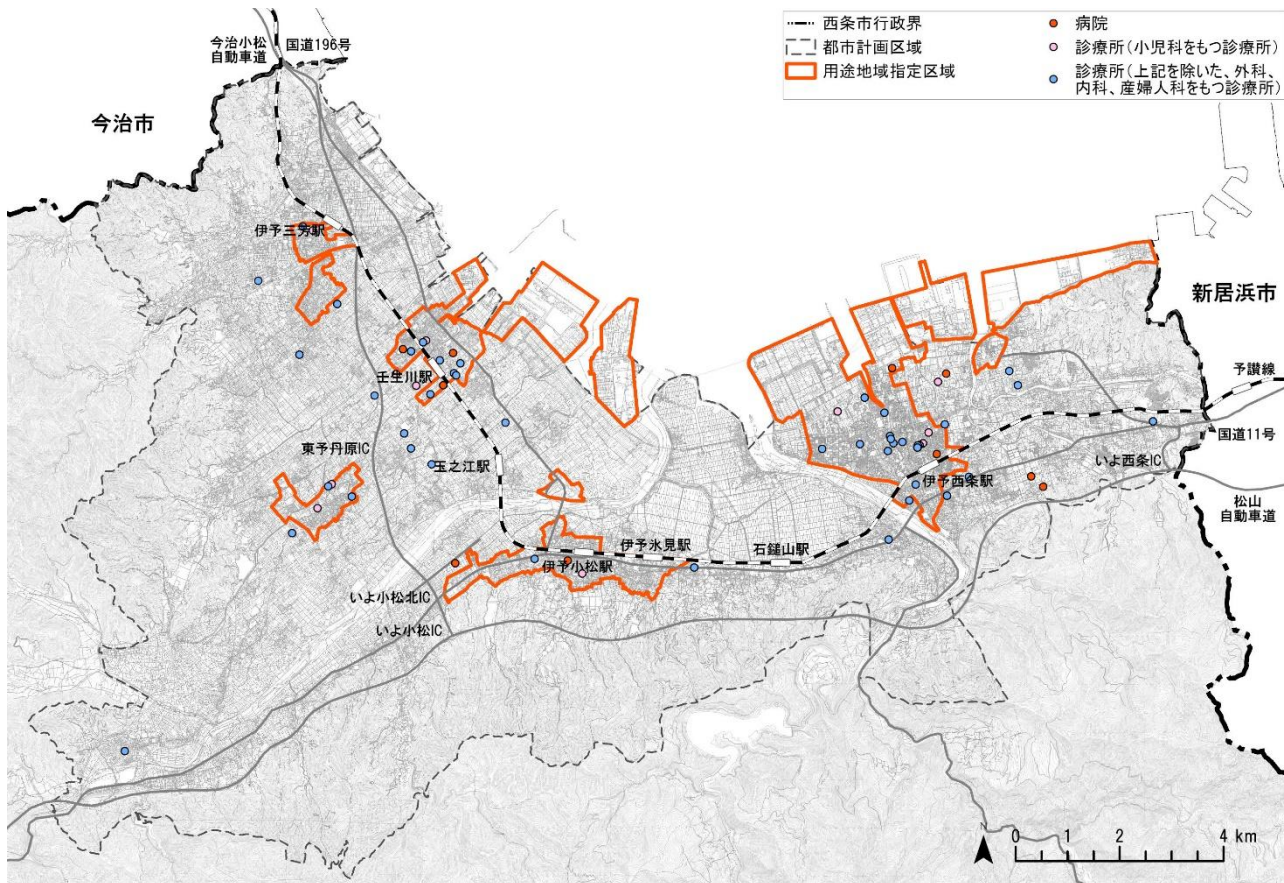 西条市行政界
都市計画区域
用途地域指定区域
病院
診療所(小児科をもつ診療所)
診療所(上記を除いた、外科、
内科、産婦人科をもつ診療所)
今治小松
自動車道
国道196号
今治市
伊予三芳駅
新居浜市
壬生川駅
予讃線
国道11号
東予丹原IC
玉之江駅
いよ西条IC
伊予西条駅
松山
自動車道
伊予氷見駅
石鎚山駅
伊予小松駅
いよ小松北IC
いよ小松IC
0 1 2 4 km